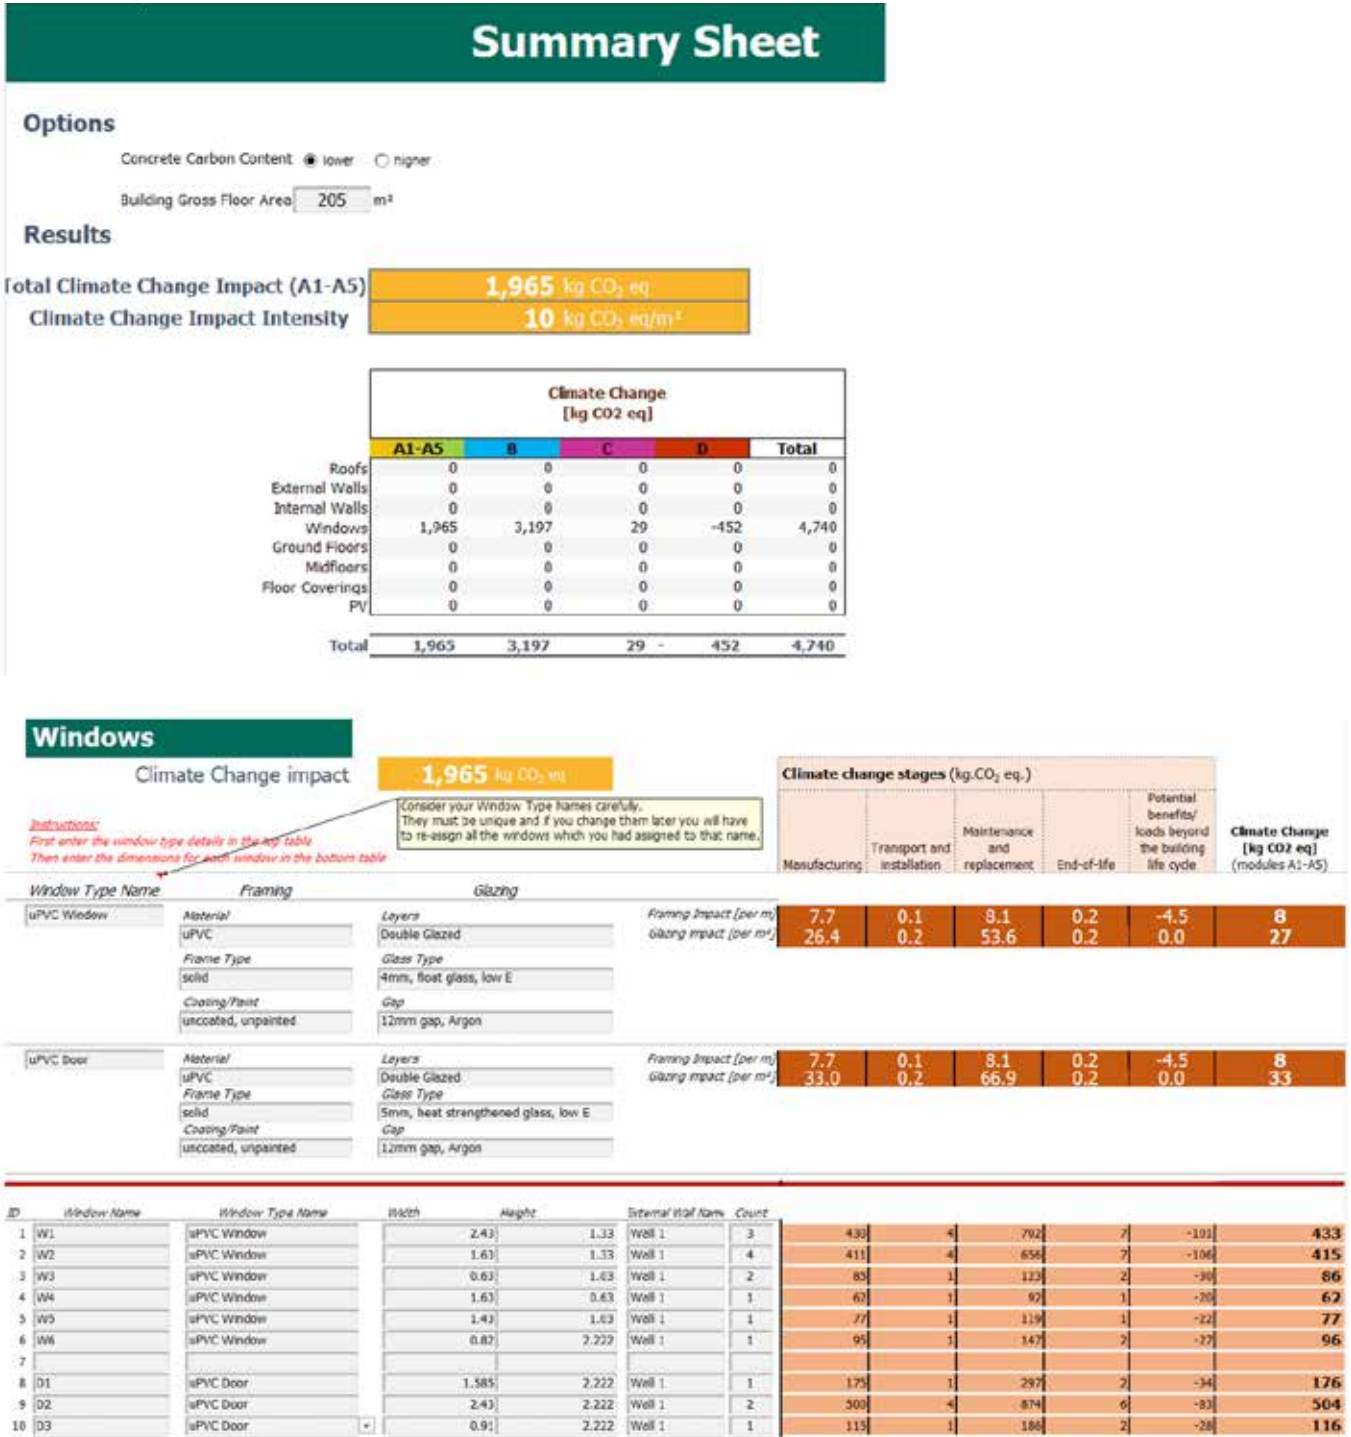 Summary Sheet
Options
Concrete Carbon Content lower higher
Building Gross Floor Area 205 m²
Results
Total Climate Change Impact (A1-A5) 1,965 kg CO₂ eq
Climate Change Impact Intensity 10 kg CO₂ eq/m²
Climate Change
[kg CO2 eq]
A1-A5 B C D Total
Roofs 0 0 0 0 0
External Walls 0 0 0 0 0
Internal Walls 0 0 0 0 0
Windows 1,965 3,197 29 -452 4,740
Ground Floors 0 0 0 0 0
Midfloors 0 0 0 0 0
Floor Coverings 0 0 0 0 0
PV 0 0 0 0 0
Total 1,965 3,197 29 - 452 4,740
Windows
Climate Change impact 1,965 kg CO₂ eq
Consider your Window Type Names carefully.
They must be unique and if you change them later you will have
to re-assign all the windows which you had assigned to that name.
Instructions:
First enter the window type details in the top table
Then enter the dimensions for each window in the bottom table
Climate change stages (kg.CO₂ eq.)
Manufacturing
Transport and
installation
Maintenance
and
replacement
End-of-life
Potential
benefits/
loads beyond
the building
life cycle
Climate Change
[kg CO2 eq]
(modules A1-A5)
Window Type Name Framing Glazing
uPVC Window Material Layers Framing Impact [per m] 7.7 0.1 8.1 0.2 -4.5 8
uPVC Double Glazed Glazing impact [per m²] 26.4 0.2 53.6 0.2 0.0 27
Frame Type Glass Type
solid 4mm, float glass, low E
Coating/Paint Gap
uncoated, unpainted 12mm gap, Argon
uPVC Door Material Layers Framing Impact [per m] 7.7 0.1 8.1 0.2 -4.5 8
uPVC Double Glazed Glazing impact [per m²] 33.0 0.2 66.9 0.2 0.0 33
Frame Type Glass Type
solid 5mm, heat strengthened glass, low E
Coating/Paint Gap
uncoated, unpainted 12mm gap, Argon
ID Window Name Window Type Name Width Height External Wall Name Count
1 W1 uPVC Window 2.43 1.33 Wall 1 3 430 4 702 7 -101 433
2 W2 uPVC Window 1.63 1.33 Wall 1 4 411 4 656 7 -106 415
3 W3 uPVC Window 0.63 1.03 Wall 1 2 85 1 123 2 -30 86
4 W4 uPVC Window 1.63 0.63 Wall 1 1 62 1 92 1 -20 62
5 W5 uPVC Window 1.43 1.03 Wall 1 1 77 1 119 1 -22 77
6 W6 uPVC Window 0.82 2.222 Wall 1 1 95 1 147 2 -27 96
7
8 D1 uPVC Door 1.585 2.222 Wall 1 1 175 1 297 2 -34 176
9 D2 uPVC Door 2.43 2.222 Wall 1 2 500 4 874 6 -83 504
10 D3 uPVC Door 0.91 2.222 Wall 1 1 115 1 186 2 -28 116